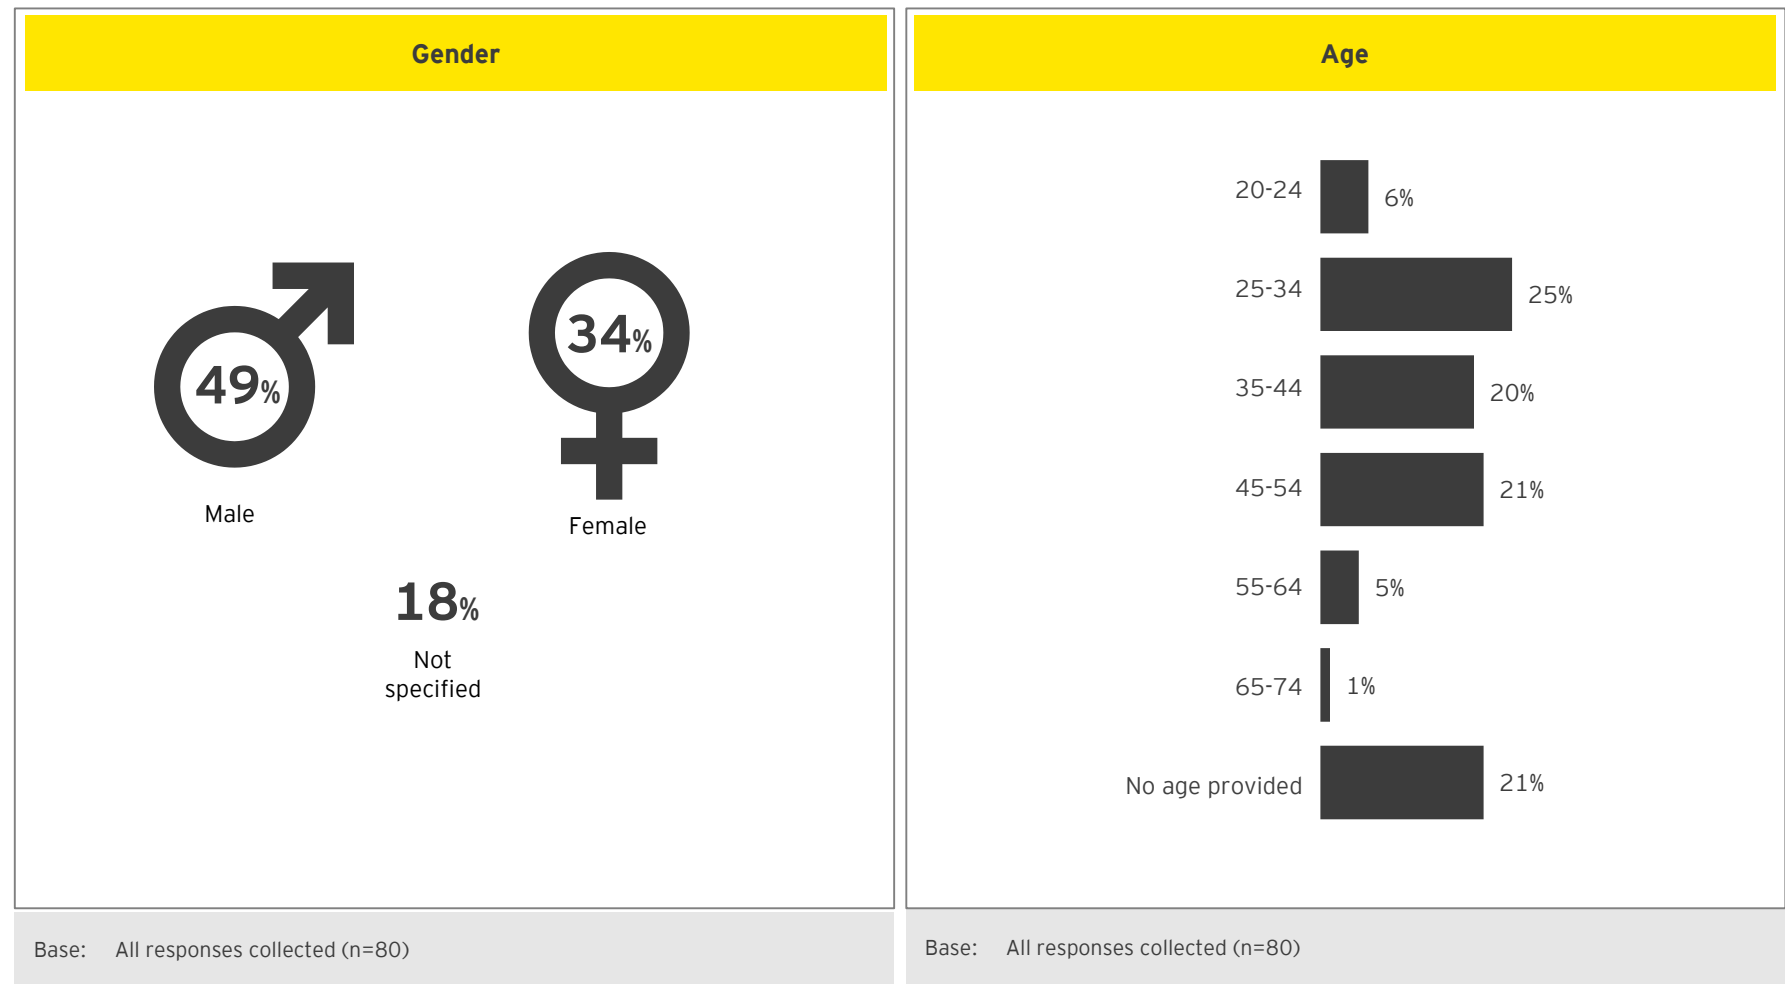 Gender
49%
Male
34%
Female
18%
Not
specified
Base: All responses collected (n=80)
Age
20-24 6%
25-34 25%
35-44 20%
45-54 21%
55-64 5%
65-74 1%
No age provided 21%
Base: All responses collected (n=80)